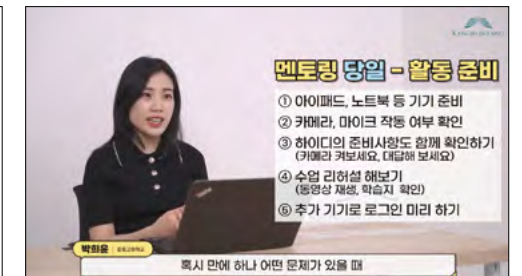 멘토링 당일 - 활동 준비
① 아이패드, 노트북 등 기기 준비
② 카메라, 마이크 작동 여부 확인
③ 하이디의 준비사항도 함께 확인하기
(카메라 켜보세요, 대답해 보세요)
④ 수업 리허설 해보기
(동영상 재생, 학습지 확인)
⑤ 추가 기기로 로그인 미리 하기
박희윤
혹시 만에 하나 어떤 문제가 있을 때